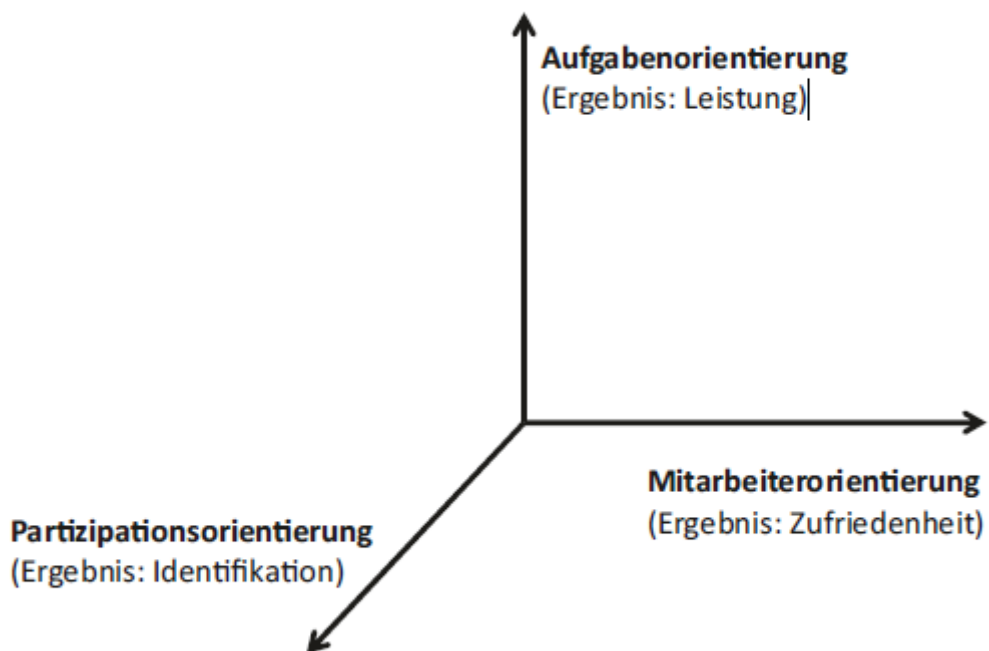 Aufgabenorientierung
(Ergebnis: Leistung)
Mitarbeiterorientierung
(Ergebnis: Zufriedenheit)
Partizipationsorientierung
(Ergebnis: Identifikation)